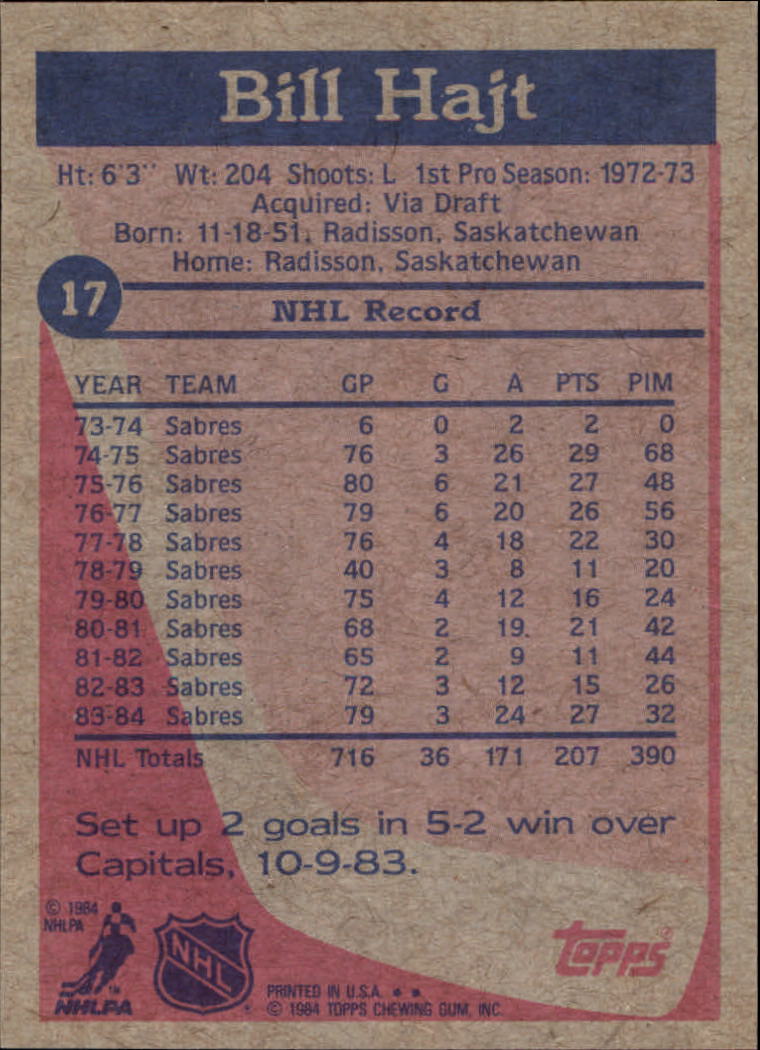 Bill Hajt
Ht: 6'3" Wt: 204 Shoots: L 1st Pro Season: 1972-73
Acquired: Via Draft
Born: 11-18-51, Radisson, Saskatchewan
Home: Radisson, Saskatchewan
17
NHL Record
YEAR TEAM GP G A PTS PIM
73-74 Sabres 6 0 2 2 0
74-75 Sabres 76 3 26 29 68
75-76 Sabres 80 6 21 27 48
76-77 Sabres 79 6 20 26 56
77-78 Sabres 76 4 18 22 30
78-79 Sabres 40 3 8 11 20
79-80 Sabres 75 4 12 16 24
80-81 Sabres 68 2 19 21 42
81-82 Sabres 65 2 9 11 44
82-83 Sabres 72 3 12 15 26
83-84 Sabres 79 3 24 27 32
NHL Totals 716 36 171 207 390
Set up 2 goals in 5-2 win over
Capitals, 10-9-83.
© 1984
NHLPA
NHLPA
NHL
topps®
PRINTED IN U.S.A. * *
© 1984 TOPPS CHEWING GUM, INC.